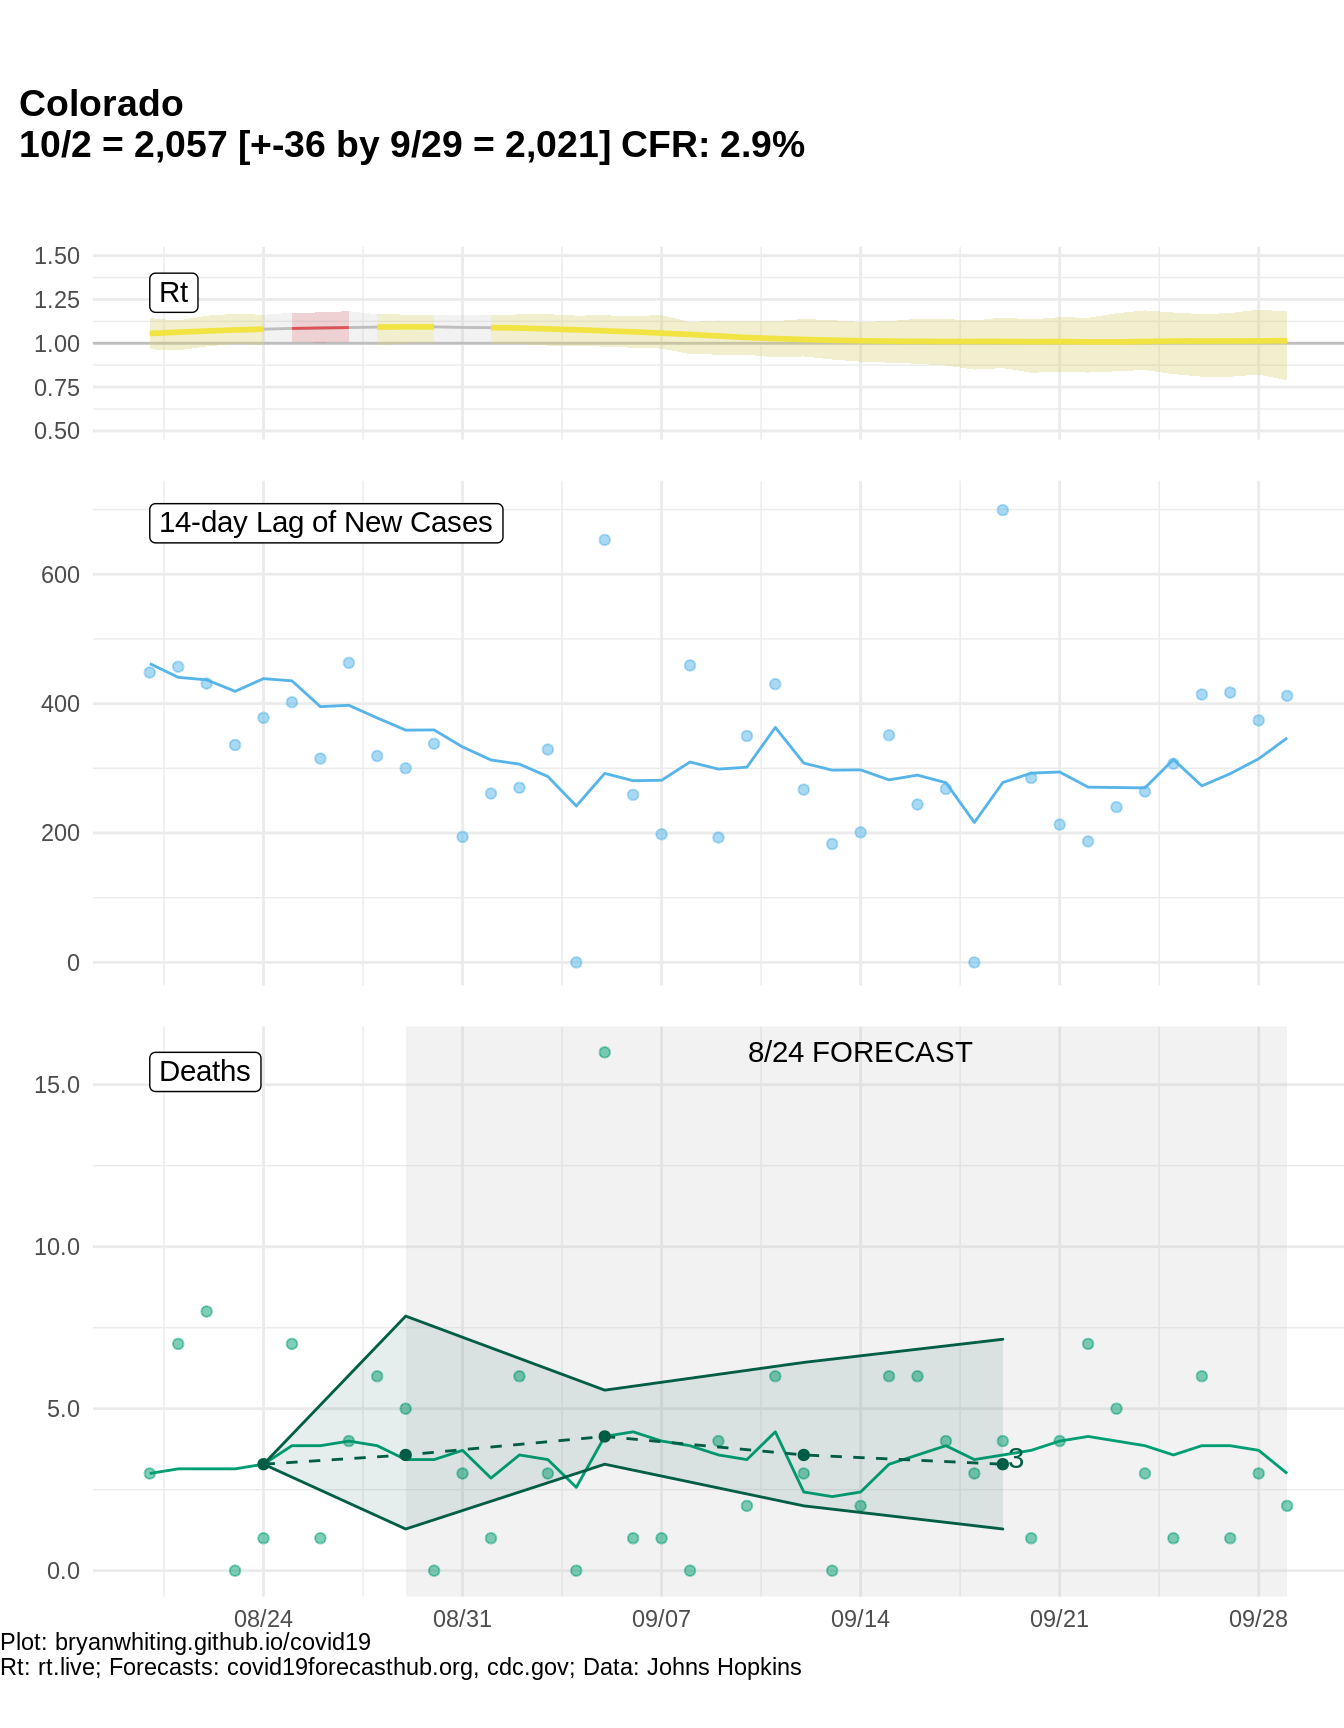 Colorado
10/2 = 2,057 [+-36 by 9/29 = 2,021] CFR: 2.9%
1.50
Rt
1.25
1.00
0.75
0.50
14-day Lag of New Cases
600
400
200
0
8/24 FORECAST
Deaths
15.0
10.0
5.0
3
0.0
08/24 08/31 09/07 09/14 09/21 09/28
Plot: bryanwhiting.github.io/covid19
Rt: rt.live; Forecasts: covid19forecasthub.org, cdc.gov; Data: Johns Hopkins